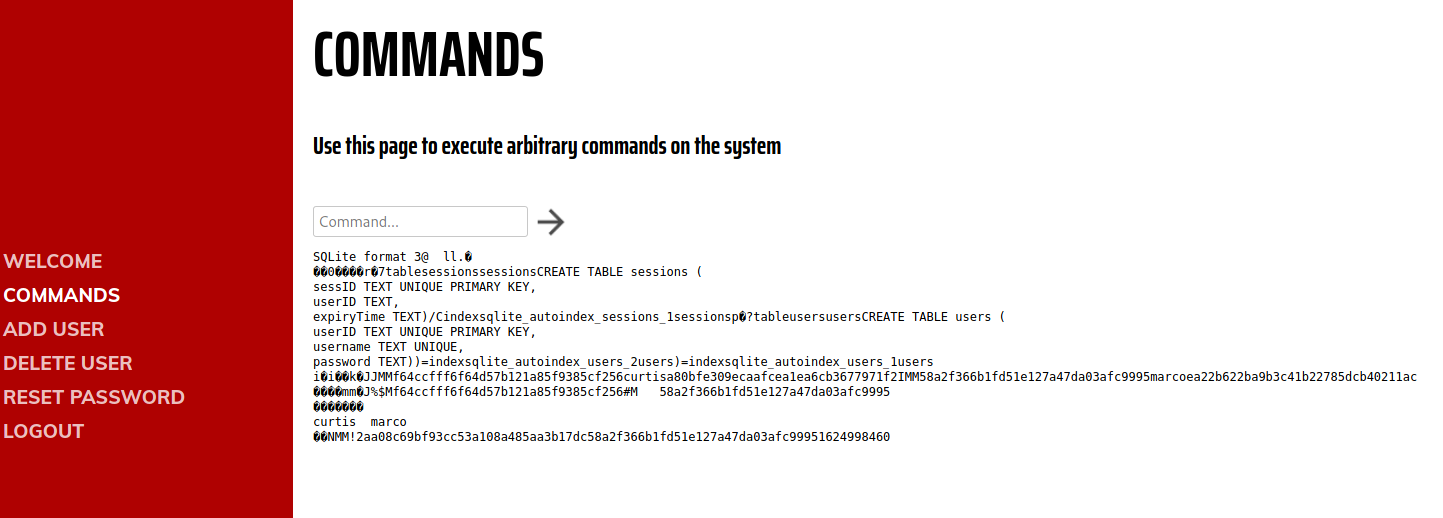 COMMANDS
Use this page to execute arbitrary commands on the system
Command...
SQLite format 3@  ll.�
��0����r�7tablesessionssessionsCREATE TABLE sessions (
sessID TEXT UNIQUE PRIMARY KEY,
userID TEXT,
expiryTime TEXT)/Cindexsqlite_autoindex_sessions_1sessionsp�?tableusersusersCREATE TABLE users (
userID TEXT UNIQUE PRIMARY KEY,
username TEXT UNIQUE,
password TEXT))=indexsqlite_autoindex_users_2users)=indexsqlite_autoindex_users_1users
i�i��k�JJMMf64ccfff6f64d57b121a85f9385cf256curtisa80bfe309ecaafcea1ea6cb3677971f2IMM58a2f366b1fd51e127a47da03afc9995marcoea22b622ba9b3c41b22785dcb40211ac
����mm�J%$Mf64ccfff6f64d57b121a85f9385cf256#M   58a2f366b1fd51e127a47da03afc9995
�������
curtis  marco
��NMM!2aa08c69bf93cc53a108a485aa3b17dc58a2f366b1fd51e127a47da03afc99951624998460
WELCOME
COMMANDS
ADD USER
DELETE USER
RESET PASSWORD
LOGOUT